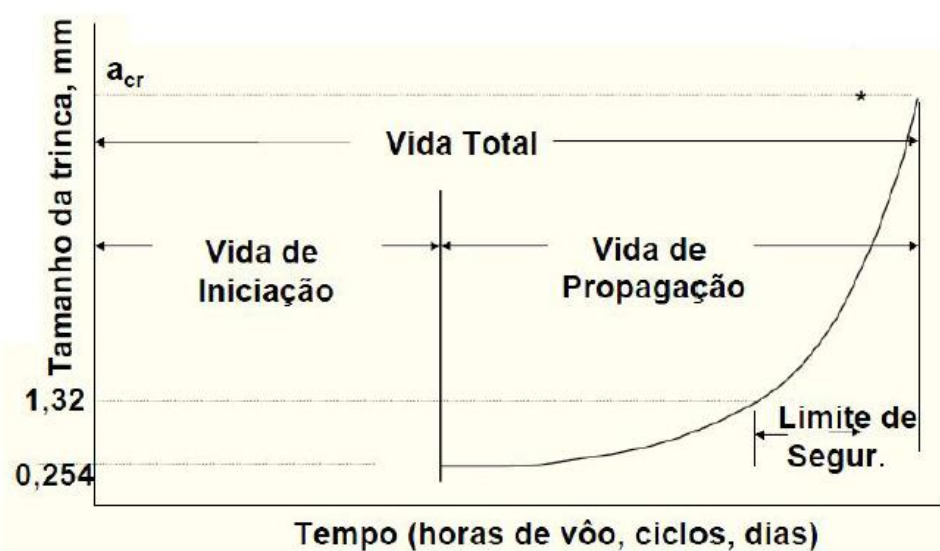 Tamanho da trinca, mm
a_cr
*
Vida Total
Vida de
Iniciação
Vida de
Propagação
1,32
Limite de
Segur.
0,254
Tempo (horas de vôo, ciclos, dias)